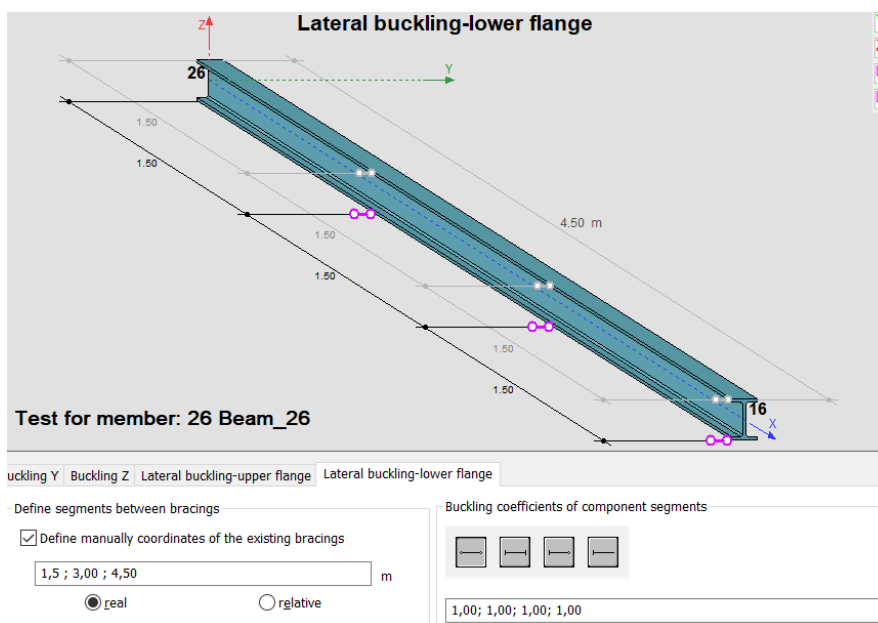 Lateral buckling-lower flange
Z
26
Y
1.50
1.50
4.50 m
1.50
1.50
1.50
1.50
16
X
Test for member: 26 Beam_26
uckling Y Buckling Z Lateral buckling-upper flange Lateral buckling-lower flange
Define segments between bracings
Buckling coefficients of component segments
Define manually coordinates of the existing bracings
1,5 ; 3,00 ; 4,50 m
real relative
1,00; 1,00; 1,00; 1,00